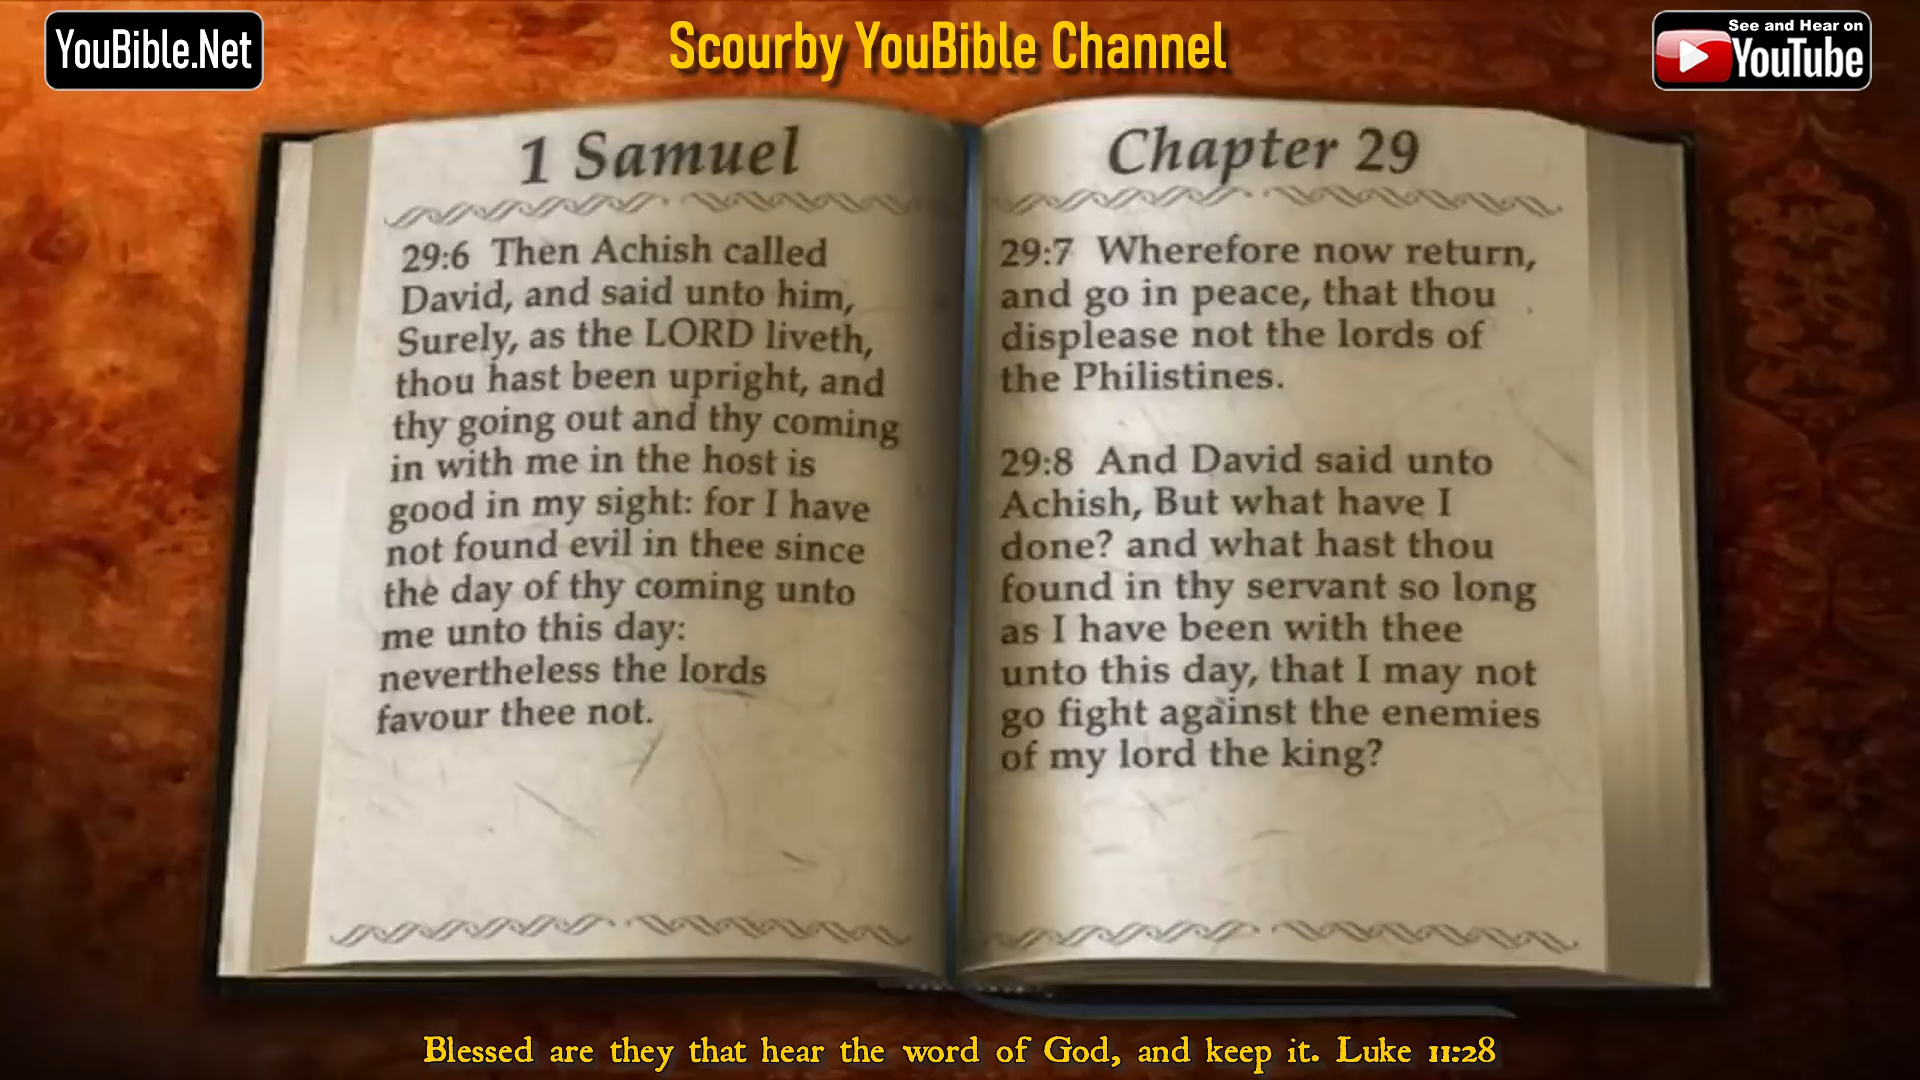 YouBible.Net
Scourby YouBible Channel
See and Hear on
YouTube
1 Samuel
29:6 Then Achish called
David, and said unto him,
Surely, as the LORD liveth,
thou hast been upright, and
thy going out and thy coming
in with me in the host is
good in my sight: for I have
not found evil in thee since
the day of thy coming unto
me unto this day:
nevertheless the lords
favour thee not.
Chapter 29
29:7 Wherefore now return,
and go in peace, that thou
displease not the lords of
the Philistines.
29:8 And David said unto
Achish, But what have I
done? and what hast thou
found in thy servant so long
as I have been with thee
unto this day, that I may not
go fight against the enemies
of my lord the king?
Blessed are they that hear the word of God, and keep it. Luke 11:28